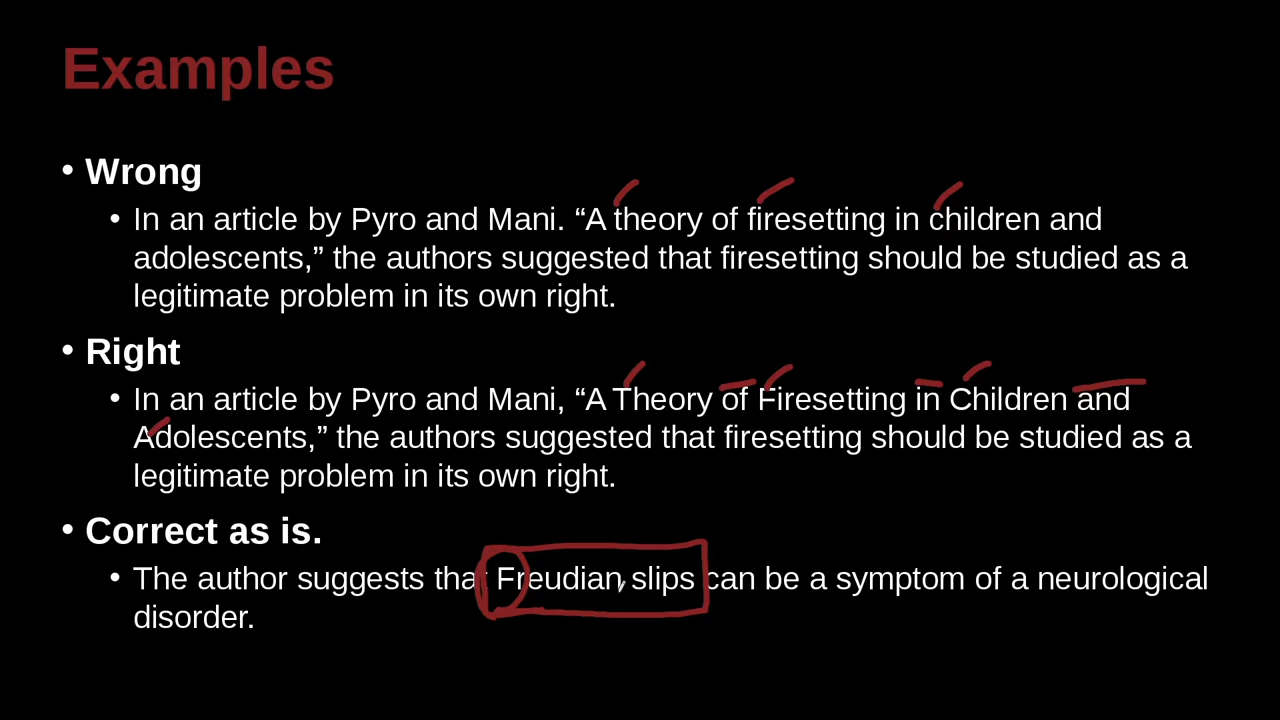 Examples
• Wrong
• In an article by Pyro and Mani. “A theory of firesetting in children and
adolescents,” the authors suggested that firesetting should be studied as a
legitimate problem in its own right.
• Right
• In an article by Pyro and Mani, “A Theory of Firesetting in Children and
Adolescents,” the authors suggested that firesetting should be studied as a
legitimate problem in its own right.
• Correct as is.
• The author suggests that Freudian slips can be a symptom of a neurological
disorder.